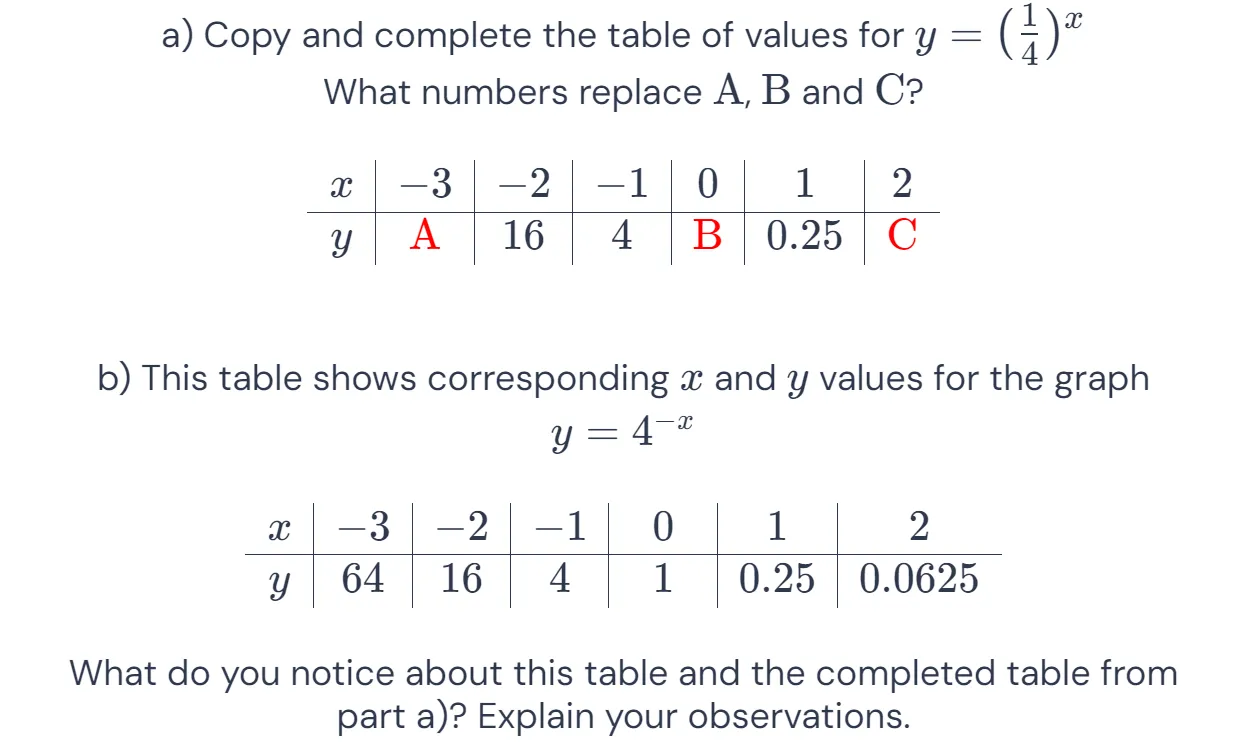 a) Copy and complete the table of values for y = (1/4)^x
What numbers replace A, B and C?
x −3 −2 −1 0 1 2
y A 16 4 B 0.25 C
b) This table shows corresponding x and y values for the graph
y = 4^−x
x −3 −2 −1 0 1 2
y 64 16 4 1 0.25 0.0625
What do you notice about this table and the completed table from
part a)? Explain your observations.